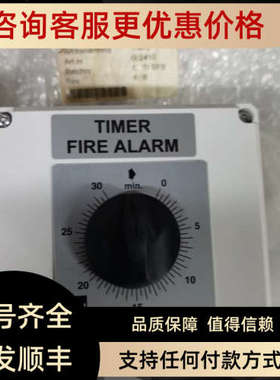 咨询客服更优惠价格
TIMER
FIRE ALARM
min.
30
0
25
5
20
10
15
号齐全
发顺丰
品质保障 值得信赖
支持任何付款方式